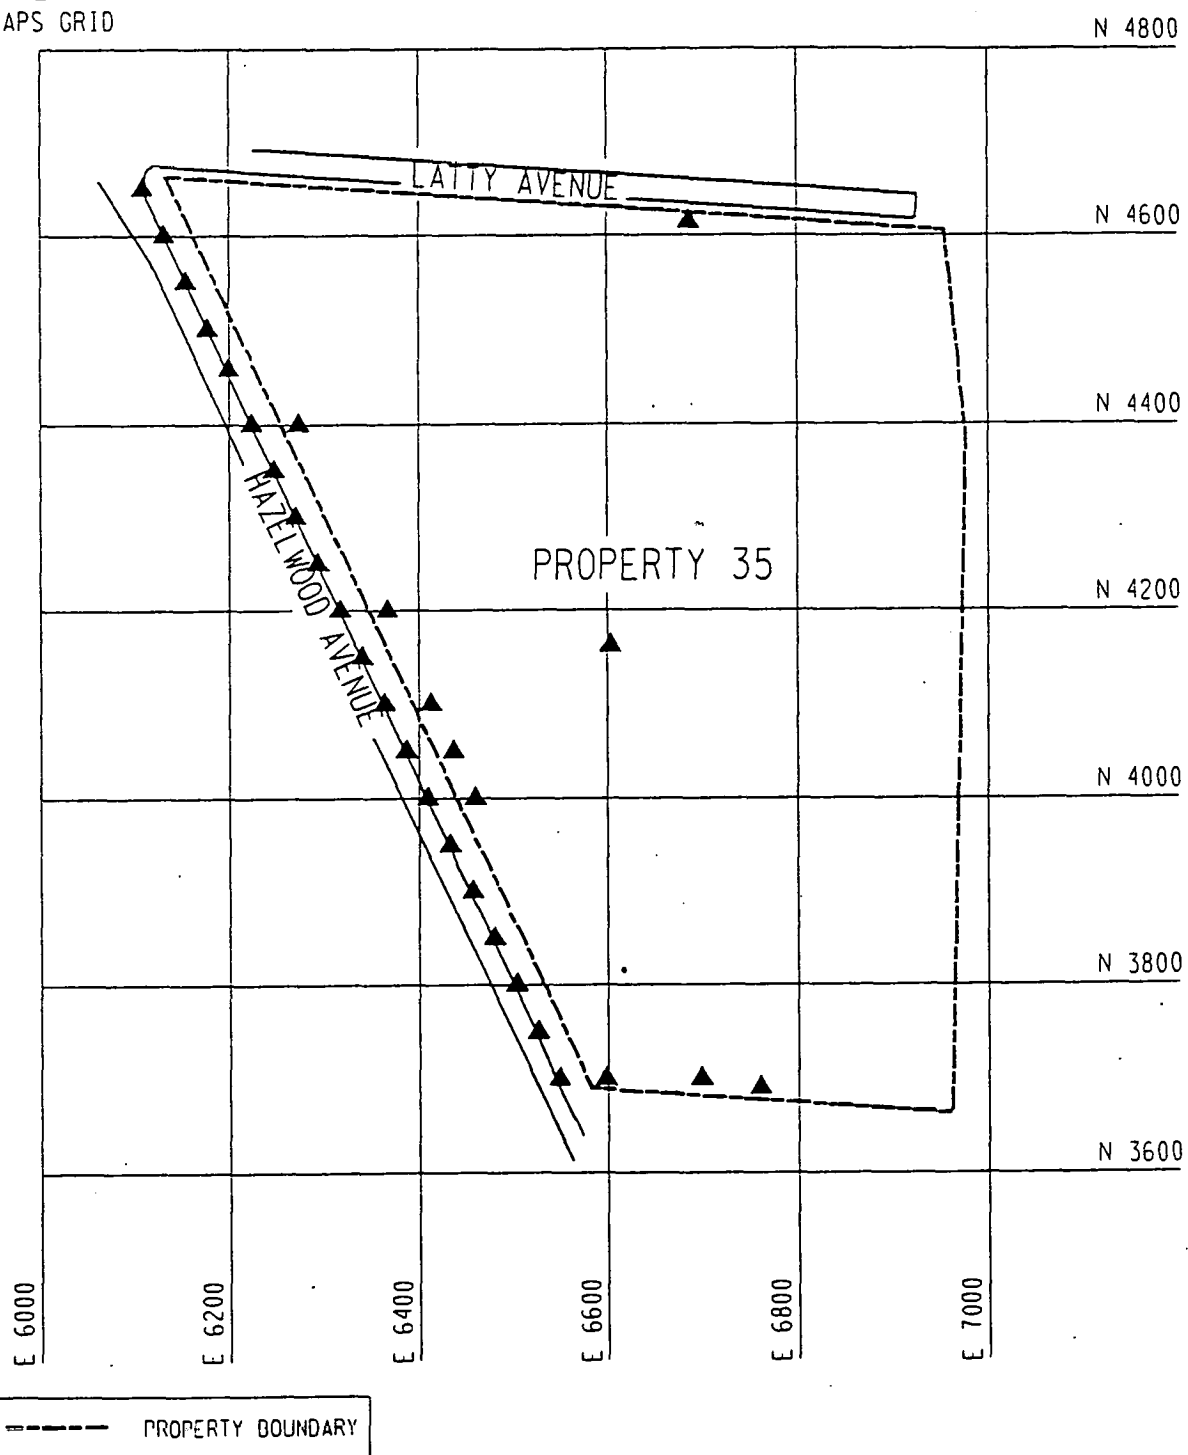 APS GRID
N 4800
LATTY AVENUE
N 4600
N 4400
HAZELWOOD AVENUE
PROPERTY 35
N 4200
N 4000
N 3800
N 3600
E 6000
E 6200
E 6400
E 6600
E 6800
E 7000
PROPERTY BOUNDARY